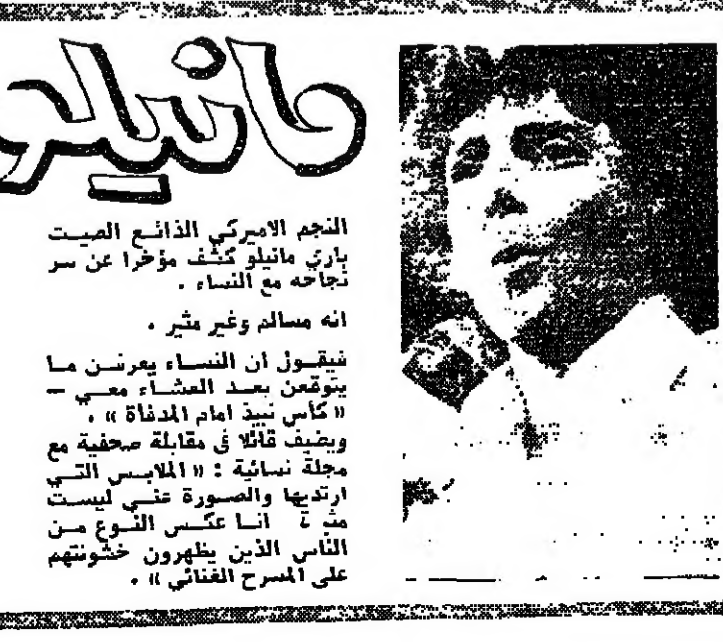 مانيلو
النجم الاميركي الذائع الصيت
باري مانيلو كشف مؤخرا عن سر
نجاحه مع النساء .
انه مسالم وغير مثير .
فيقول أن النساء يعرفن ما
يتوقعن بعد العشاء معي —
« كأس نبيذ امام المدفأة » .
ويضيف قائلا في مقابلة صحفية مع
مجلة نسائية : « الملابس التي
ارتديها والصورة عني ليست
انا عكس النوع من
الناس الذين يظهرون خشونتهم
على المسرح الغنائي » .